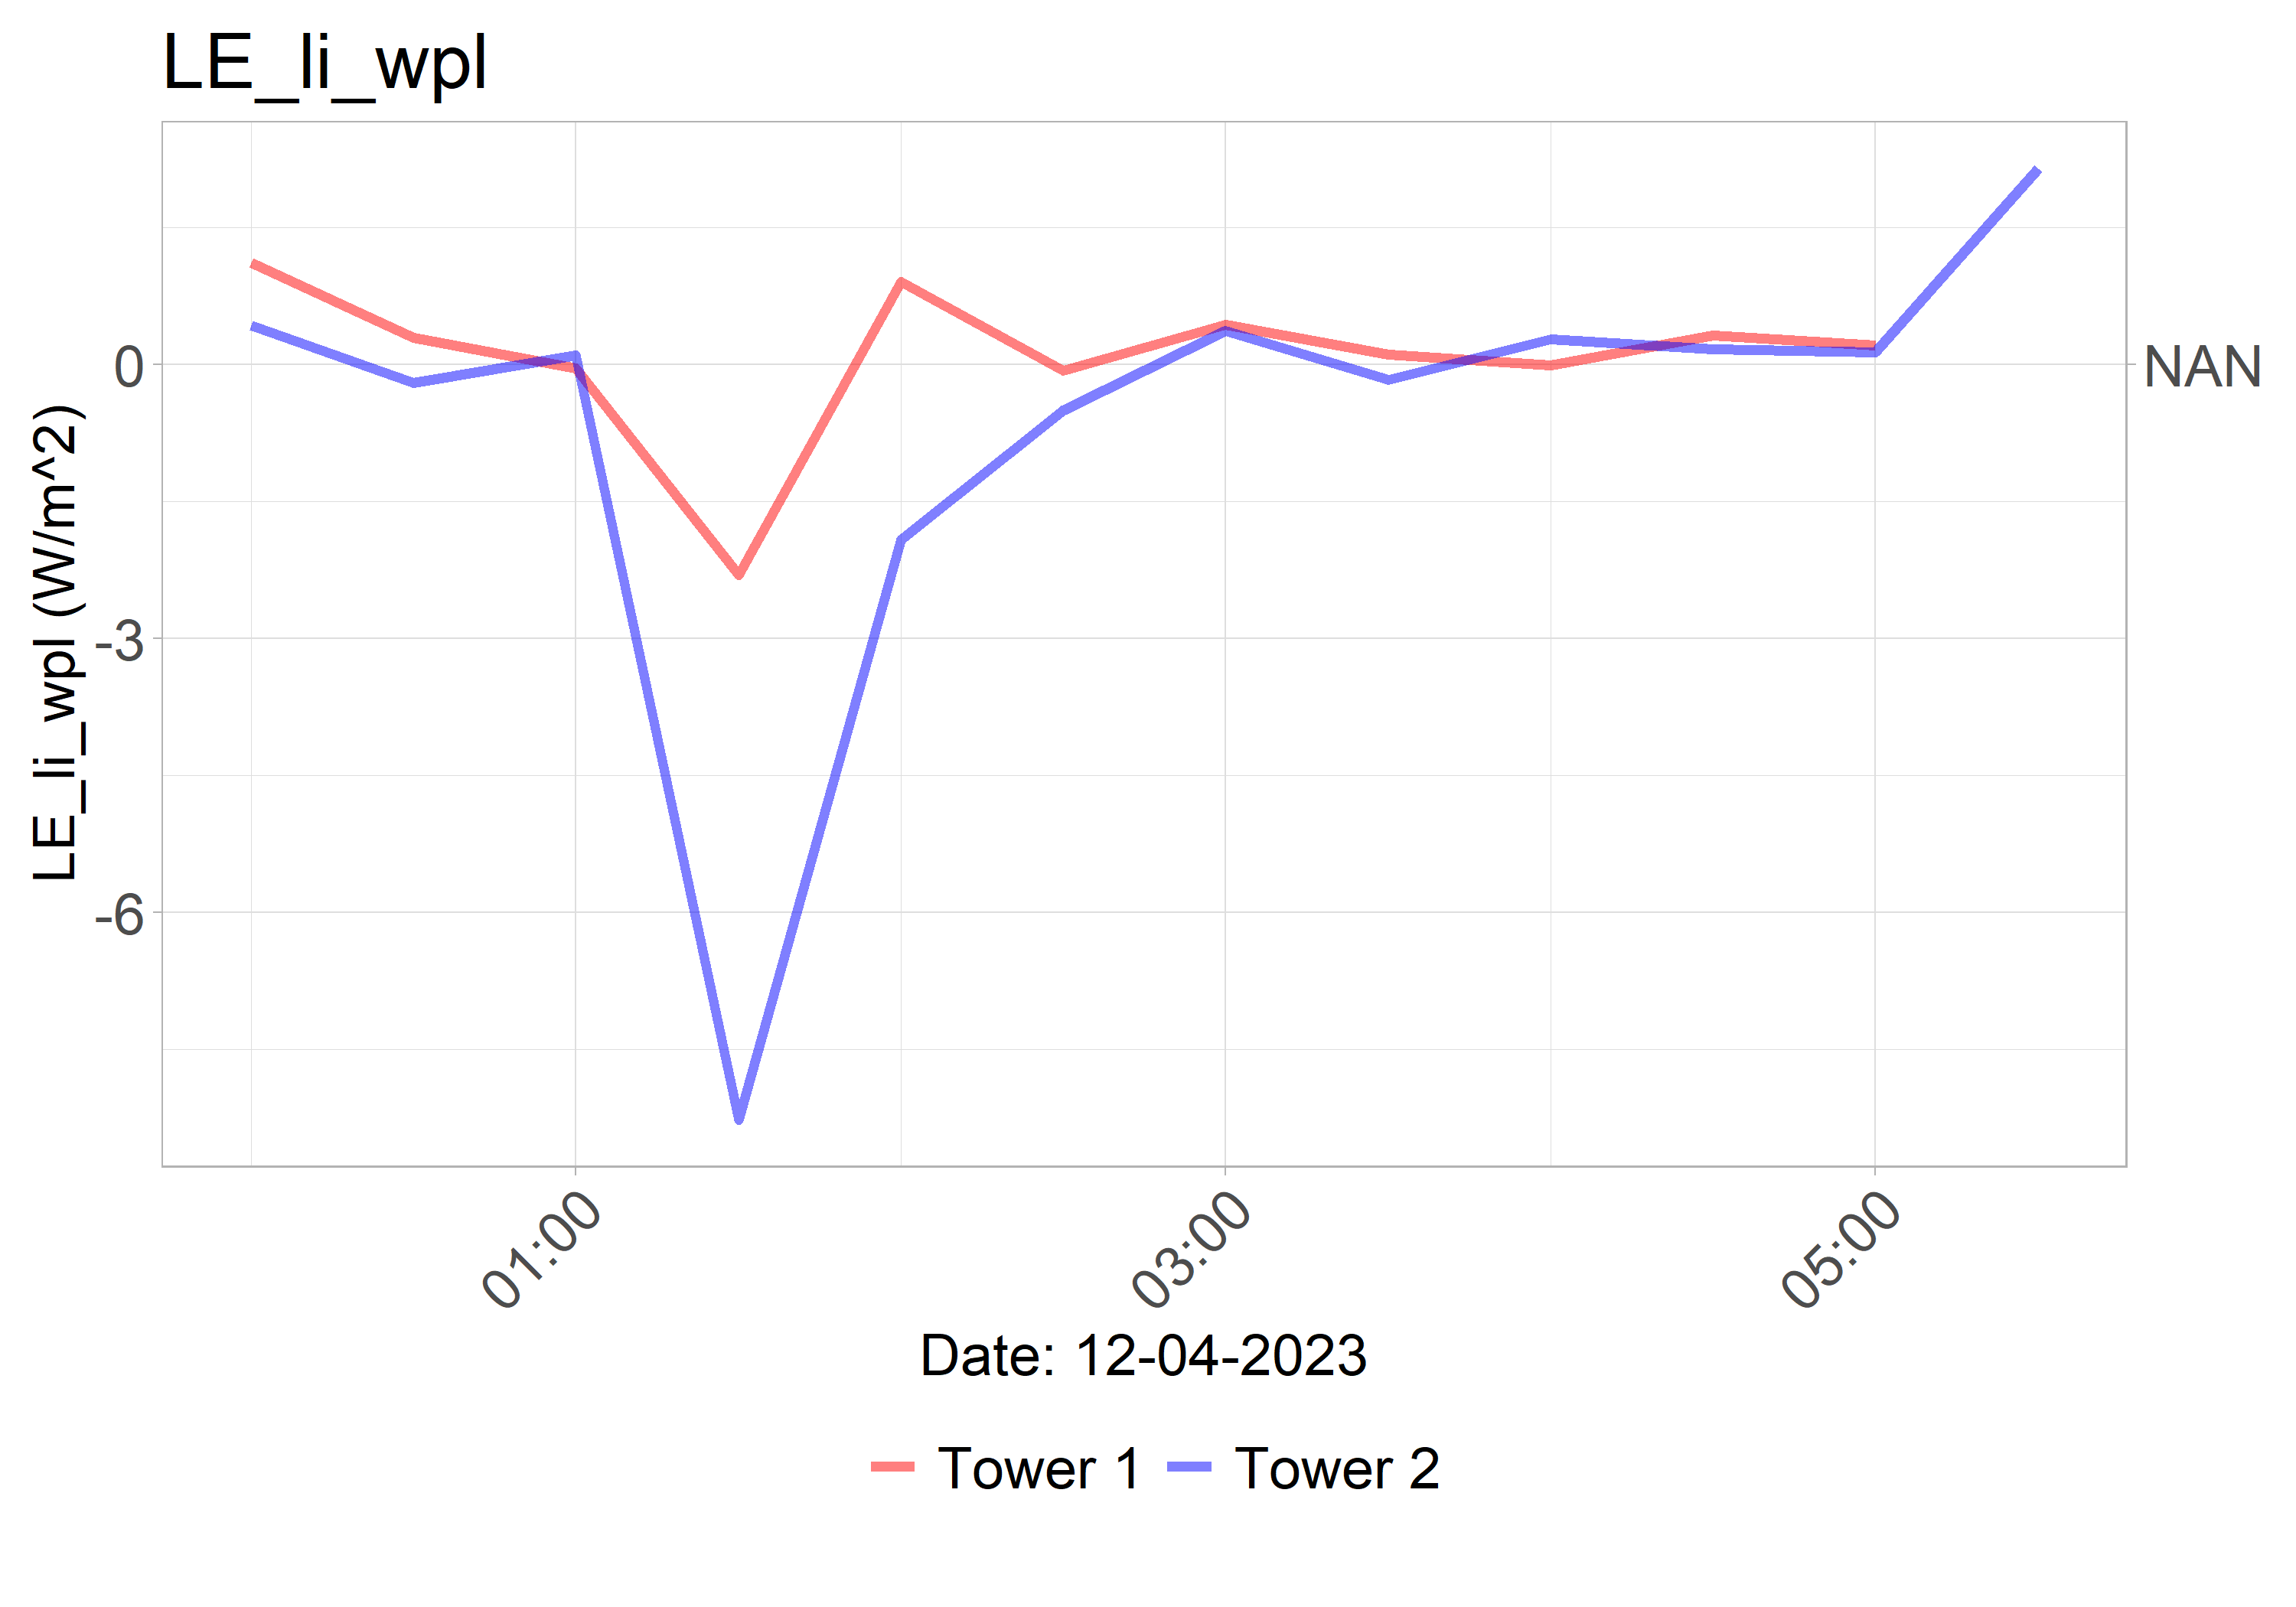 LE_li_wpl
LE_li_wpl (W/m^2)
0
-3
-6
NAN
01:00
03:00
05:00
Date: 12-04-2023
Tower 1
Tower 2